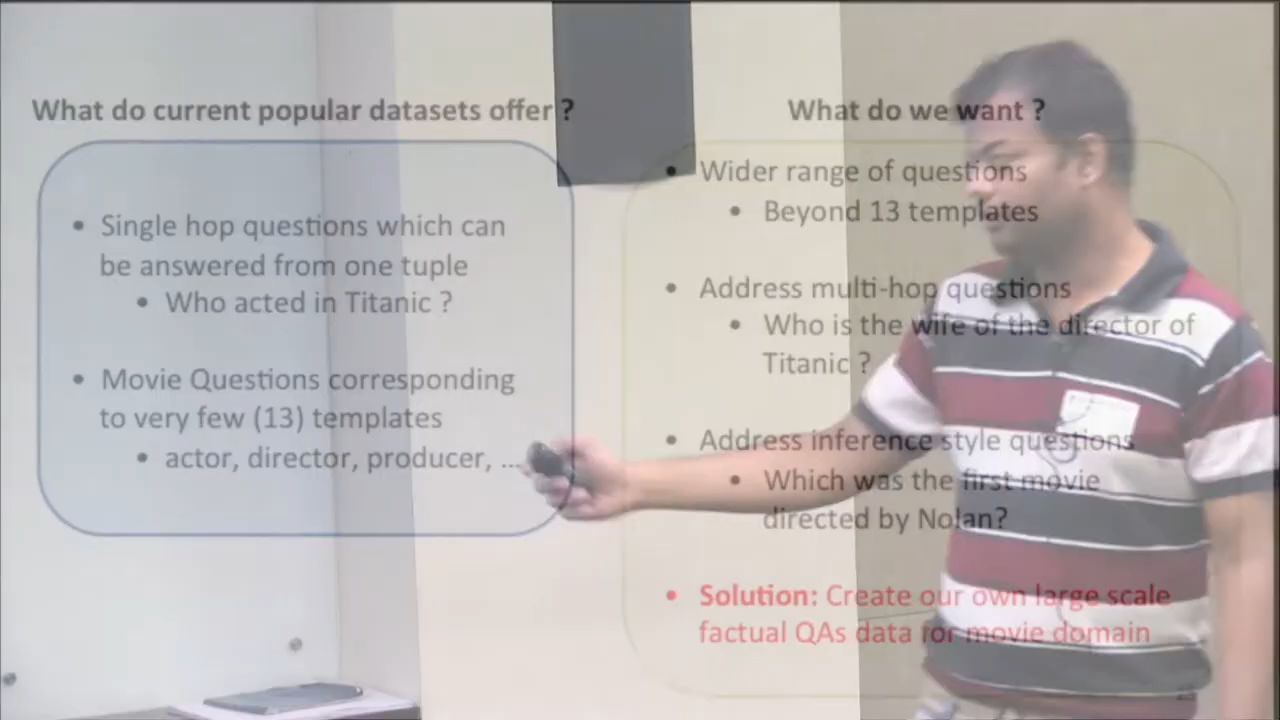 What do current popular datasets offer ?
• Single hop questions which can
be answered from one tuple
• Who acted in Titanic ?
• Movie Questions corresponding
to very few (13) templates
• actor, director, producer, ...
What do we want ?
• Wider range of questions
• Beyond 13 templates
• Address multi-hop questions
• Who is the wife of the director of
Titanic ?
• Address inference style questions
• Which was the first movie
directed by Nolan?
• Solution: Create our own large scale
factual QAs data for movie domain